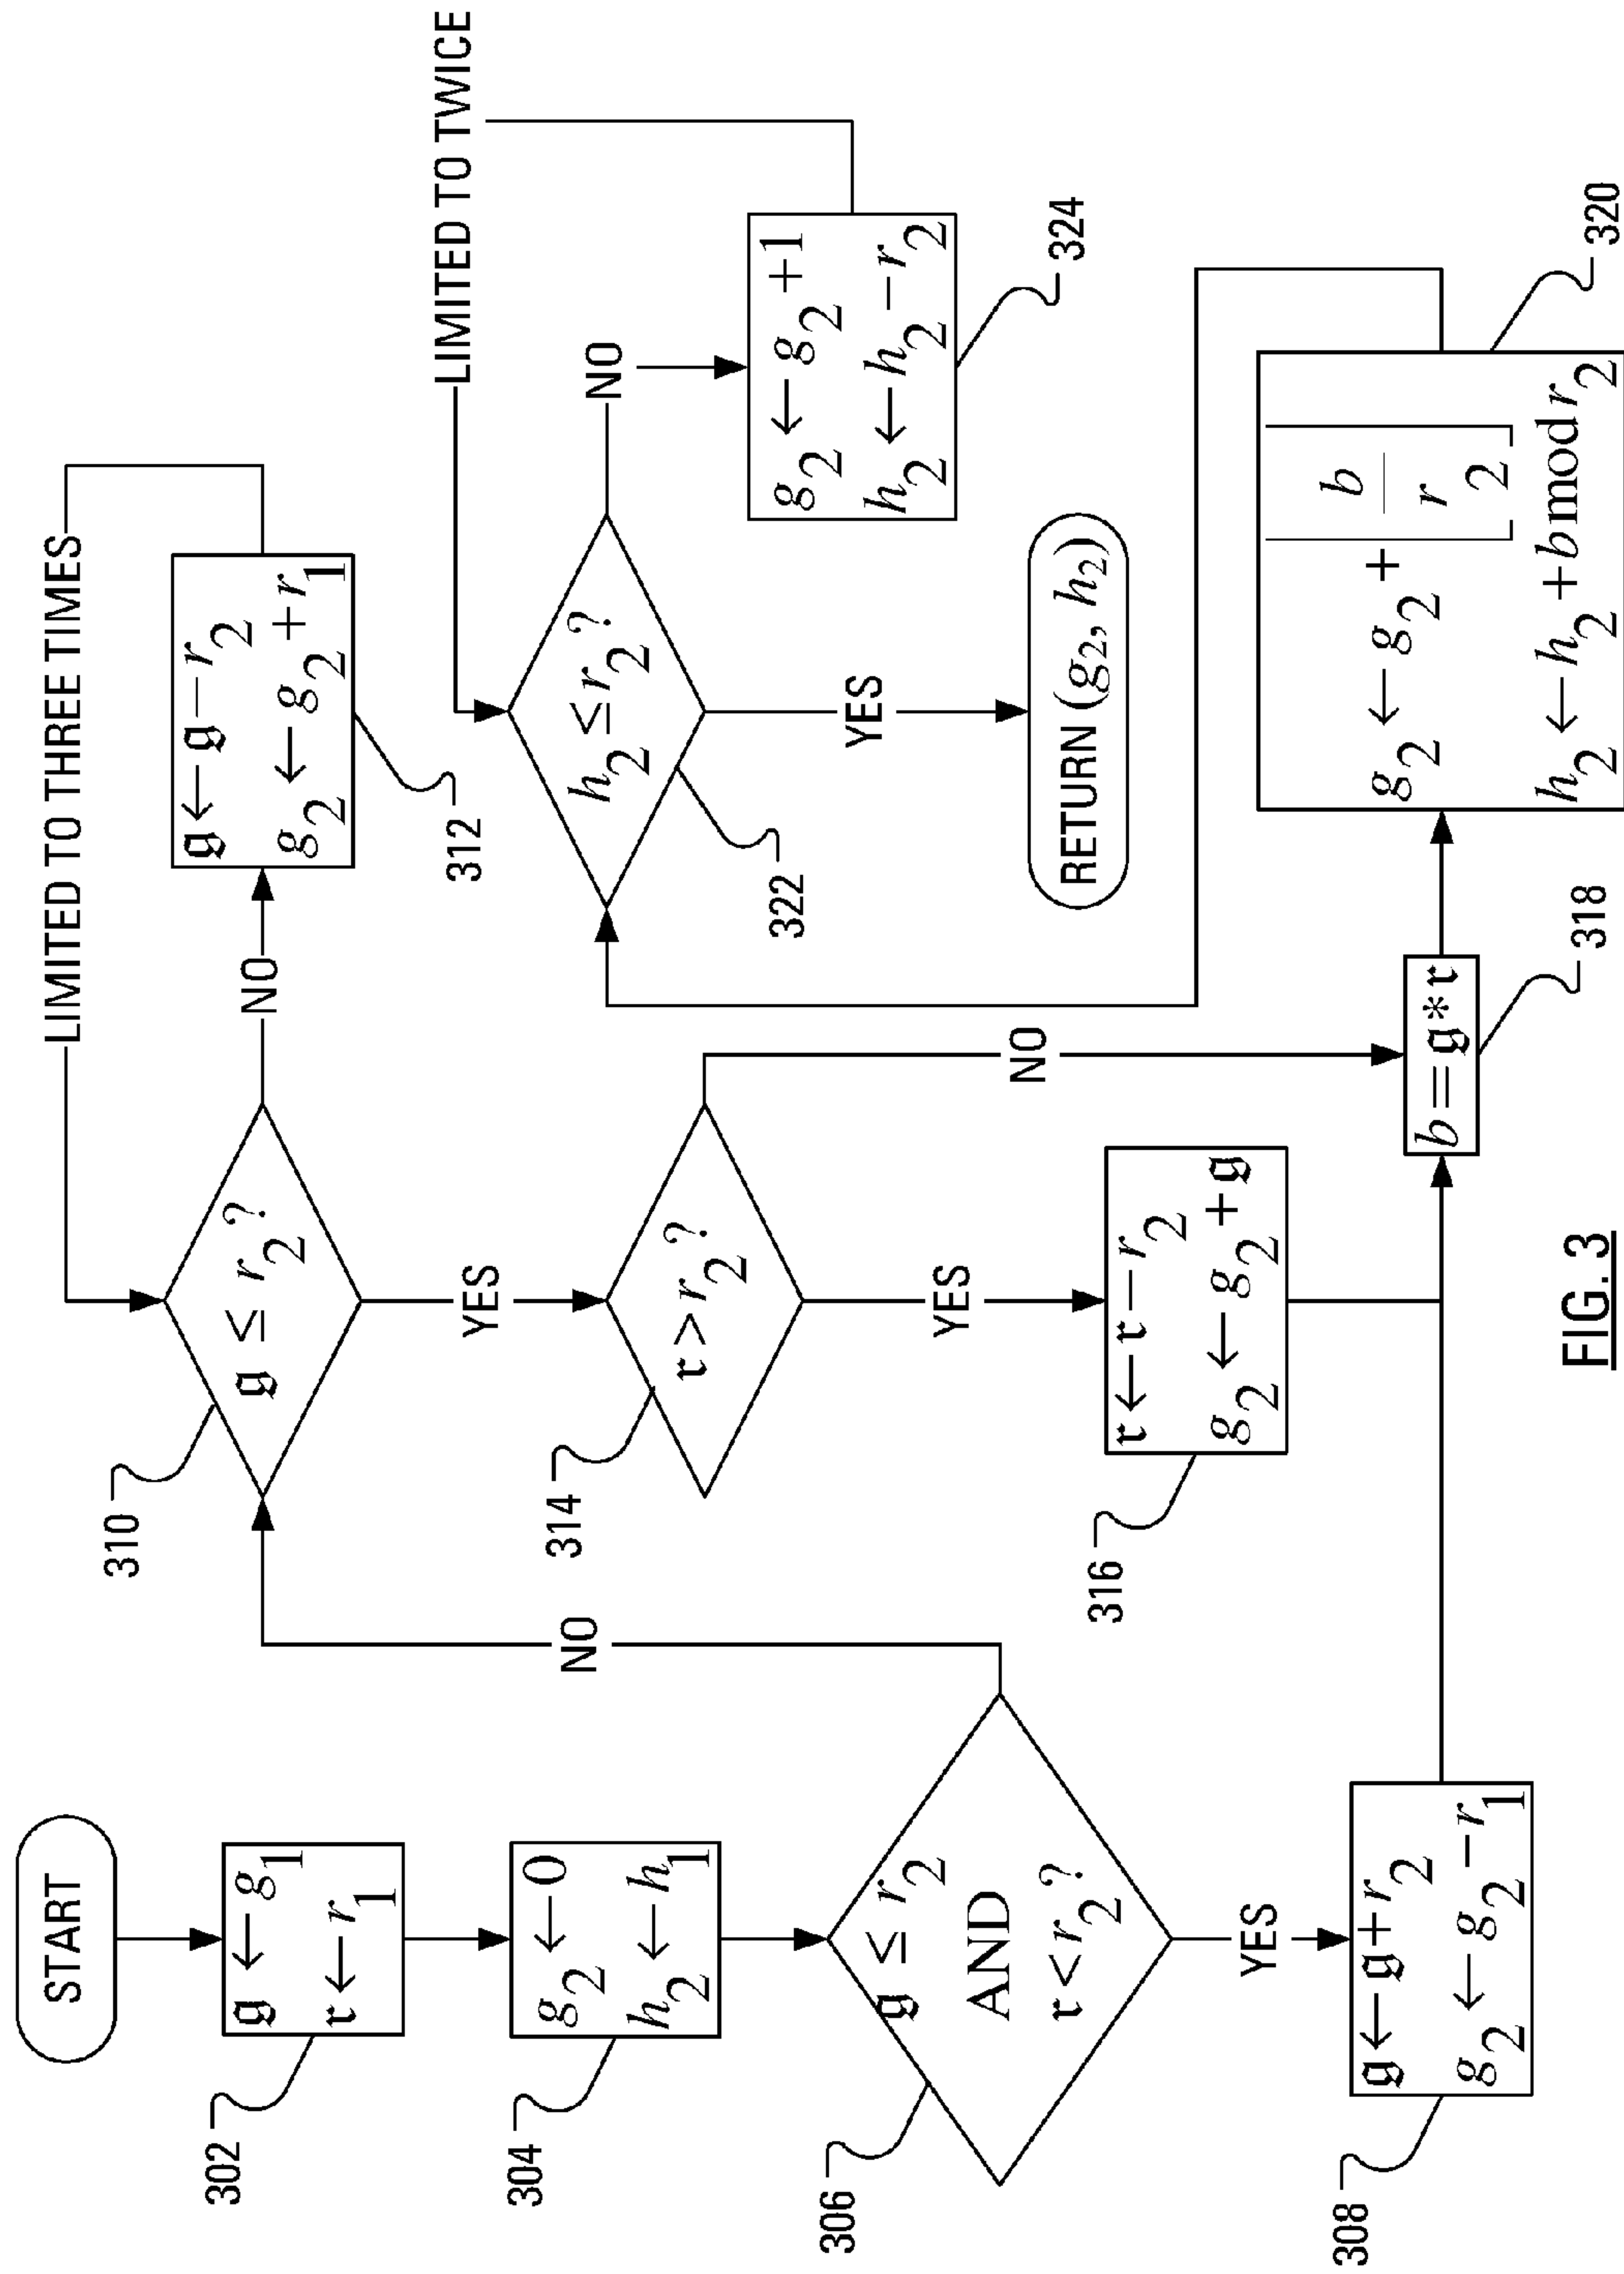 START
𝔤 ← g₁
𝔯 ← r₁
302
g₂ ← 0
h₂ ← h₁
304
𝔤 ≤ r₂
AND
𝔯 < r₂?
306
NO
YES
𝔤 ← 𝔤 + r₂
g₂ ← g₂ − r₁
308
LIMITED TO THREE TIMES
𝔤 ≤ r₂?
310
NO
𝔤 ← 𝔤 − r₂
g₂ ← g₂ + r₁
312
YES
𝔯 > r₂?
314
NO
YES
𝔯 ← 𝔯 − r₂
g₂ ← g₂ + 𝔤
316
b = 𝔤 * 𝔯
318
g₂ ← g₂ + ⌊b/r₂⌋
h₂ ← h₂ + b mod r₂
320
LIMITED TO TWICE
h₂ ≤ r₂?
322
NO
g₂ ← g₂ + 1
h₂ ← h₂ − r₂
324
YES
RETURN (g₂, h₂)
FIG. 3